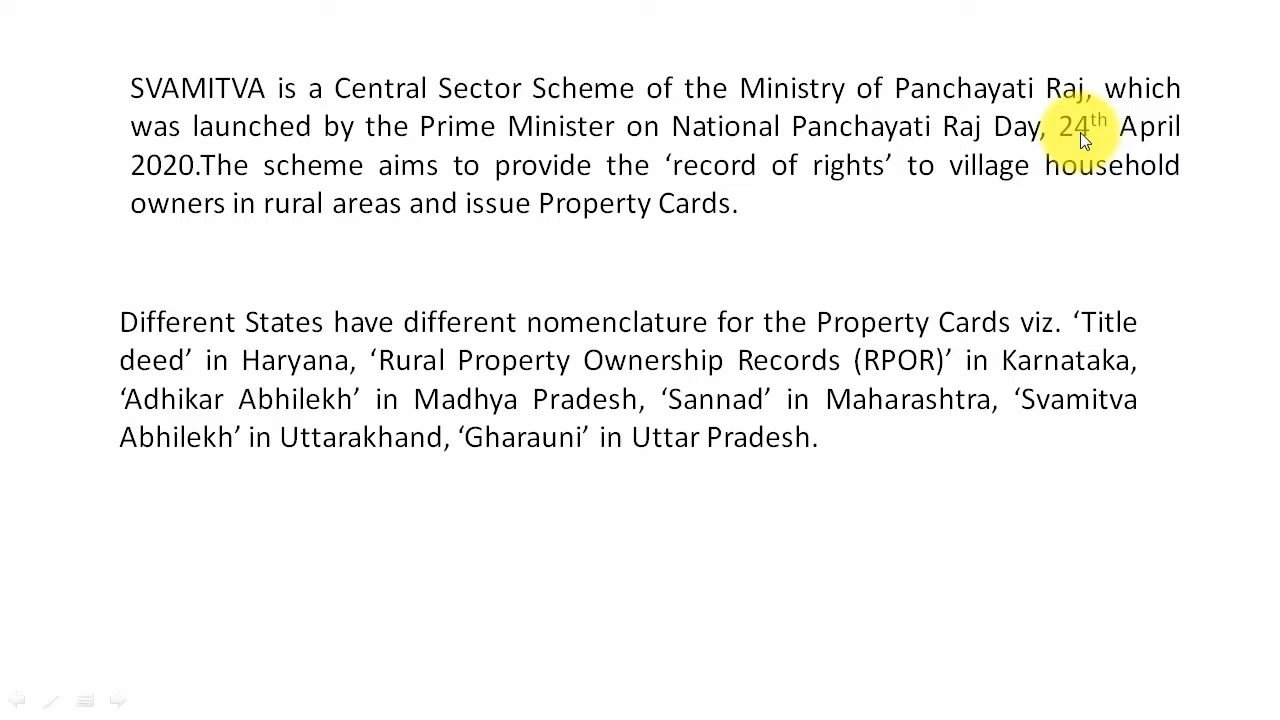 SVAMITVA is a Central Sector Scheme of the Ministry of Panchayati Raj, which
was launched by the Prime Minister on National Panchayati Raj Day, 24th April
2020.The scheme aims to provide the ‘record of rights’ to village household
owners in rural areas and issue Property Cards.
Different States have different nomenclature for the Property Cards viz. ‘Title
deed’ in Haryana, ‘Rural Property Ownership Records (RPOR)’ in Karnataka,
‘Adhikar Abhilekh’ in Madhya Pradesh, ‘Sannad’ in Maharashtra, ‘Svamitva
Abhilekh’ in Uttarakhand, ‘Gharauni’ in Uttar Pradesh.